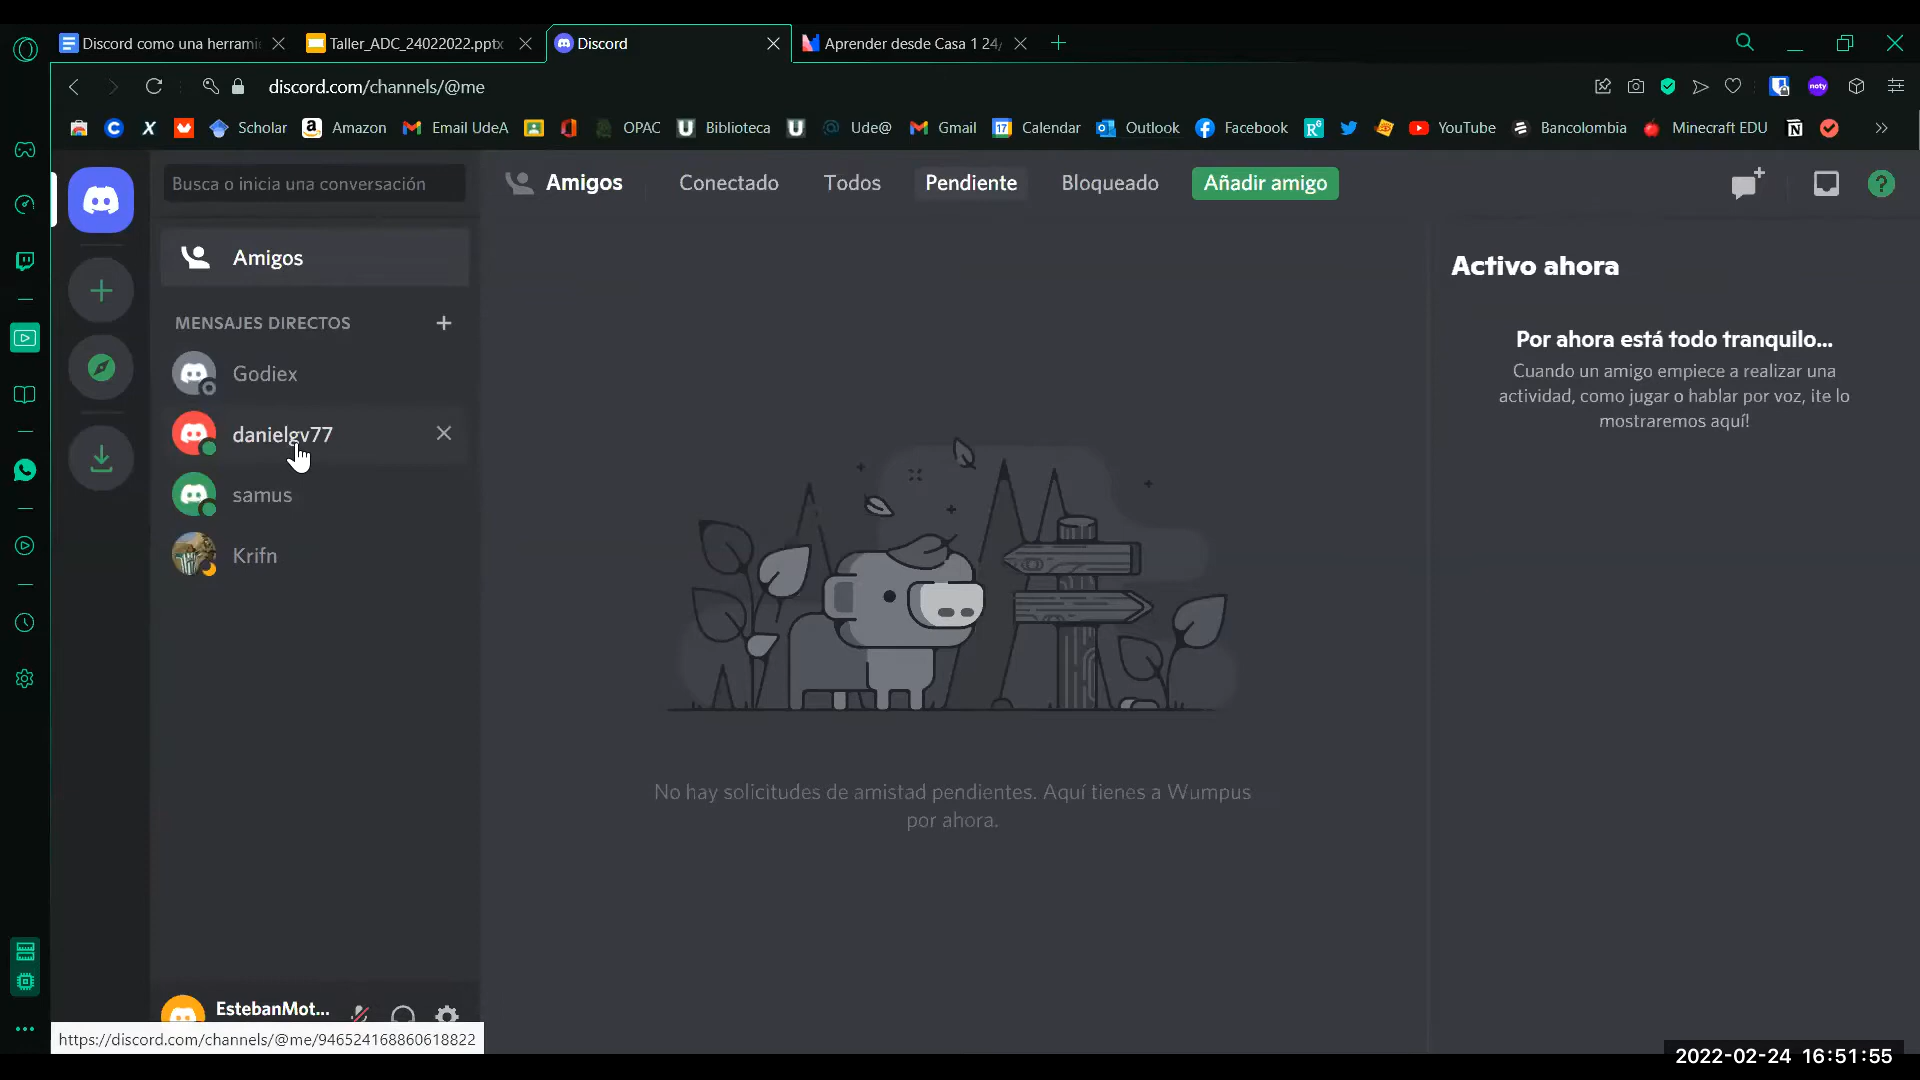 Discord como una herrami
Taller_ADC_24022022.pptx
Discord
Aprender desde Casa 1 24/
discord.com/channels/@me
noty
Scholar
Amazon
Email UdeA
OPAC
Biblioteca
Ude@
Gmail
17 Calendar
Outlook
Facebook
YouTube
Bancolombia
Minecraft EDU
Busca o inicia una conversación
Amigos
Conectado
Todos
Pendiente
Bloqueado
Añadir amigo
Amigos
MENSAJES DIRECTOS
Godiex
danielgv77
samus
Krifn
Activo ahora
Por ahora está todo tranquilo...
Cuando un amigo empiece a realizar una
actividad, como jugar o hablar por voz, ¡te lo
mostraremos aquí!
No hay solicitudes de amistad pendientes. Aquí tienes a Wumpus
por ahora.
EstebanMot...
https://discord.com/channels/@me/946524168860618822
2022-02-24 16:51:55